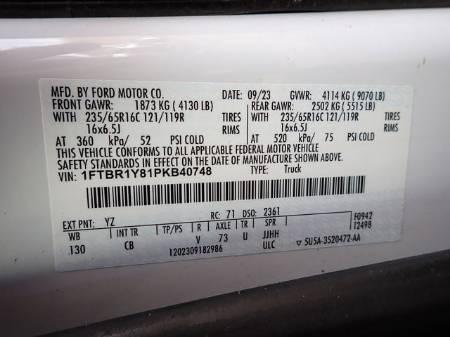 MFD. BY FORD MOTOR CO.
DATE: 09/23 GVWR: 4114 KG ( 9070 LB)
FRONT GAWR: 1873 KG ( 4130 LB) REAR GAWR: 2502 KG ( 5515 LB)
WITH 235/65R16C 121/119R TIRES WITH 235/65R16C 121/119R TIRES
16x6.5J RIMS 16x6.5J RIMS
AT 360 kPa/ 52 PSI COLD AT 520 kPa/ 75 PSI COLD
THIS VEHICLE CONFORMS TO ALL APPLICABLE FEDERAL MOTOR VEHICLE
SAFETY STANDARDS IN EFFECT ON THE DATE OF MANUFACTURE SHOWN ABOVE.
VIN: 1FTBR1Y81PKB40748 TYPE: Truck
EXT PNT: YZ RC: 71 DSO: 2361
WB INT TR TP/PS R AXLE TR SPR F0942
130 CB V 73 U JJHH T2498
1202309182986 ULC ▽ 5U5A-3520472-AA